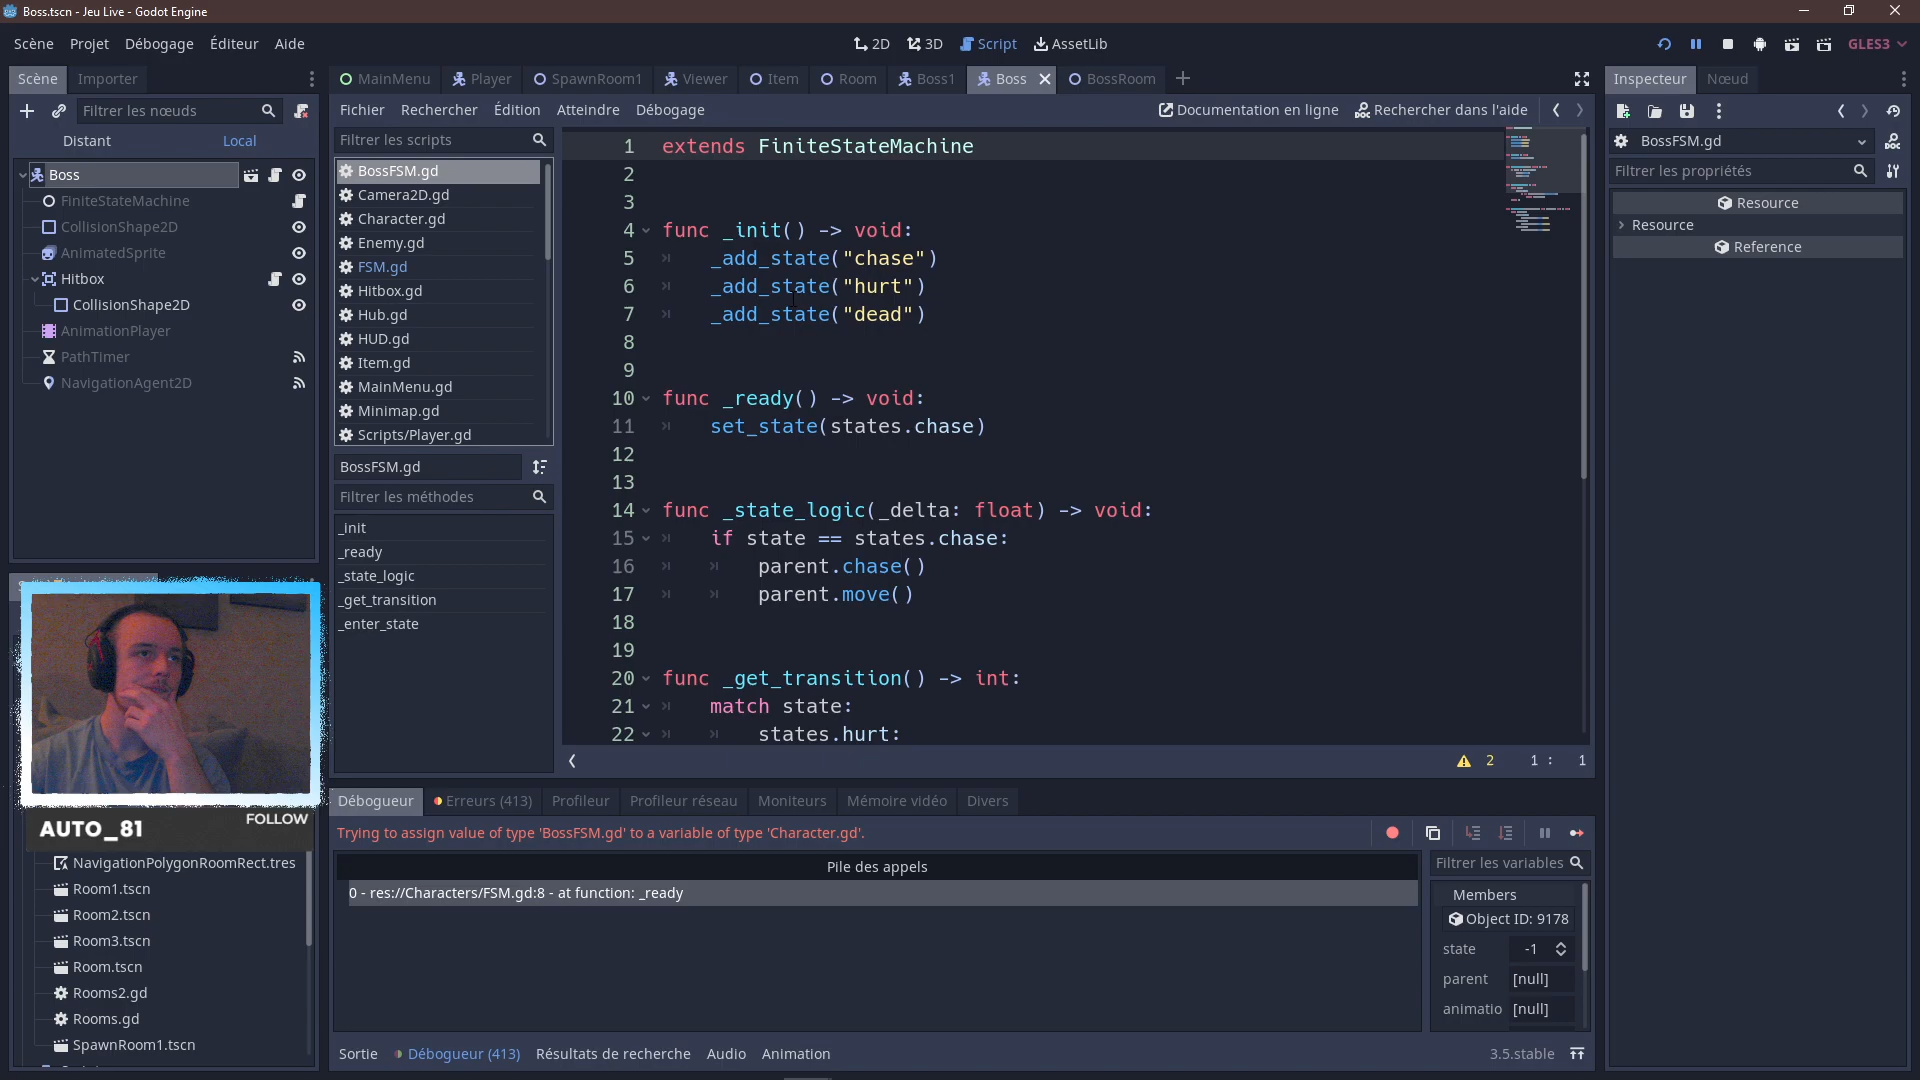 Boss.tscn - Jeu Live - Godot Engine
Scène Projet Débogage Éditeur Aide
2D 3D Script AssetLib
GLES3
Scène Importer
MainMenu Player SpawnRoom1 Viewer Item Room Boss1 Boss BossRoom
Inspecteur Nœud
Filtrer les nœuds
Fichier Rechercher Édition Atteindre Débogage
Documentation en ligne Rechercher dans l'aide
Distant Local
Filtrer les scripts
BossFSM.gd
Filtrer les propriétés
Resource
Resource
Reference
Boss
FiniteStateMachine
CollisionShape2D
AnimatedSprite
Hitbox
CollisionShape2D
AnimationPlayer
PathTimer
NavigationAgent2D
BossFSM.gd
Camera2D.gd
Character.gd
Enemy.gd
FSM.gd
Hitbox.gd
Hub.gd
HUD.gd
Item.gd
MainMenu.gd
Minimap.gd
Scripts/Player.gd
BossFSM.gd
Filtrer les méthodes
_init
_ready
_state_logic
_get_transition
_enter_state
1 extends FiniteStateMachine
2
3
4 func _init() -> void:
5 _add_state("chase")
6 _add_state("hurt")
7 _add_state("dead")
8
9
10 func _ready() -> void:
11 set_state(states.chase)
12
13
14 func _state_logic(_delta: float) -> void:
15 if state == states.chase:
16 parent.chase()
17 parent.move()
18
19
20 func _get_transition() -> int:
21 match state:
22 states.hurt:
2 1 : 1
AUTO_81
FOLLOW
NavigationPolygonRoomRect.tres
Room1.tscn
Room2.tscn
Room3.tscn
Room.tscn
Rooms2.gd
Rooms.gd
SpawnRoom1.tscn
Débogueur Erreurs (413) Profileur Profileur réseau Moniteurs Mémoire vidéo Divers
Trying to assign value of type 'BossFSM.gd' to a variable of type 'Character.gd'.
Pile des appels
0 - res://Characters/FSM.gd:8 - at function: _ready
Filtrer les variables
Members
Object ID: 9178
state -1
parent [null]
animatio [null]
Sortie Débogueur (413) Résultats de recherche Audio Animation
3.5.stable